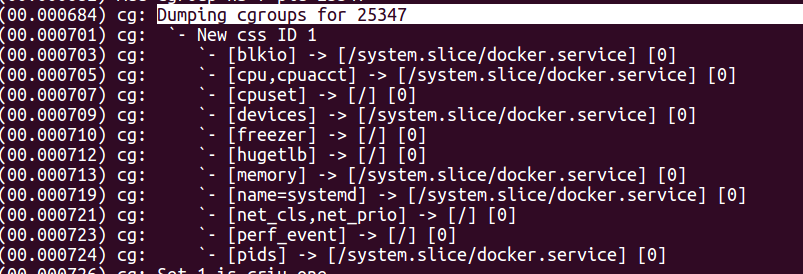 (00.000684) cg: Dumping cgroups for 25347
(00.000701) cg:  `- New css ID 1
(00.000703) cg:     `- [blkio] -> [/system.slice/docker.service] [0]
(00.000705) cg:     `- [cpu,cpuacct] -> [/system.slice/docker.service] [0]
(00.000707) cg:     `- [cpuset] -> [/] [0]
(00.000709) cg:     `- [devices] -> [/system.slice/docker.service] [0]
(00.000710) cg:     `- [freezer] -> [/] [0]
(00.000712) cg:     `- [hugetlb] -> [/] [0]
(00.000713) cg:     `- [memory] -> [/system.slice/docker.service] [0]
(00.000719) cg:     `- [name=systemd] -> [/system.slice/docker.service] [0]
(00.000721) cg:     `- [net_cls,net_prio] -> [/] [0]
(00.000723) cg:     `- [perf_event] -> [/] [0]
(00.000724) cg:     `- [pids] -> [/system.slice/docker.service] [0]
(00.000726) cg: Set 1 is criu one